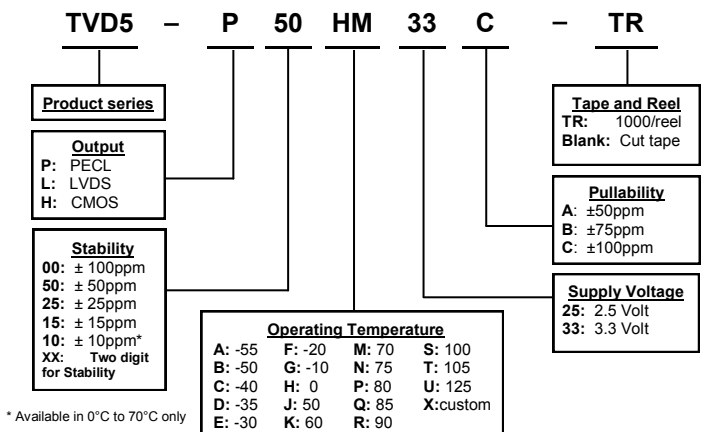 TVD5 – P 50 HM 33 C – TR
Product series
Output
P: PECL
L: LVDS
H: CMOS
Stability
00: ± 100ppm
50: ± 50ppm
25: ± 25ppm
15: ± 15ppm
10: ± 10ppm*
XX: Two digit
for Stability
* Available in 0°C to 70°C only
Operating Temperature
A: -55 F: -20 M: 70 S: 100
B: -50 G: -10 N: 75 T: 105
C: -40 H: 0 P: 80 U: 125
D: -35 J: 50 Q: 85 X:custom
E: -30 K: 60 R: 90
Tape and Reel
TR: 1000/reel
Blank: Cut tape
Pullability
A: ±50ppm
B: ±75ppm
C: ±100ppm
Supply Voltage
25: 2.5 Volt
33: 3.3 Volt